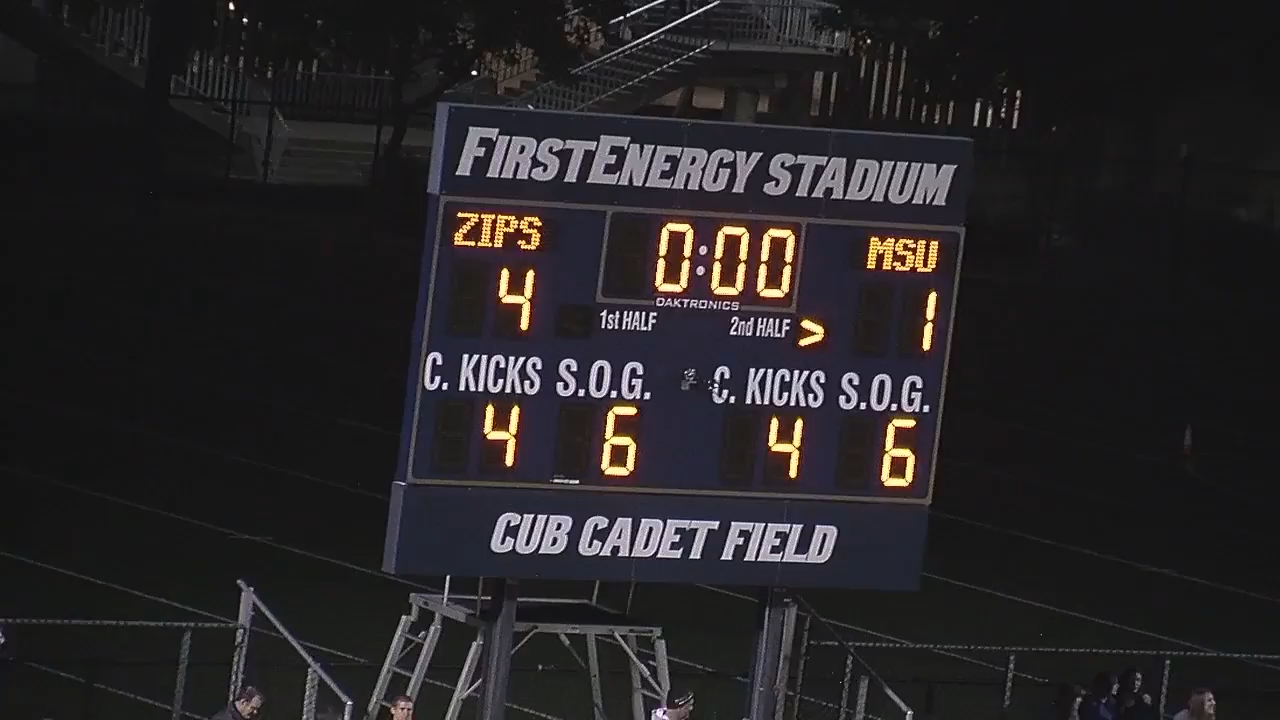 FIRSTENERGY STADIUM
ZIPS 0:00 MSU
4 DAKTRONICS 1
1st HALF 2nd HALF >
C. KICKS S.O.G. C. KICKS S.O.G.
4 6 4 6
CUB CADET FIELD